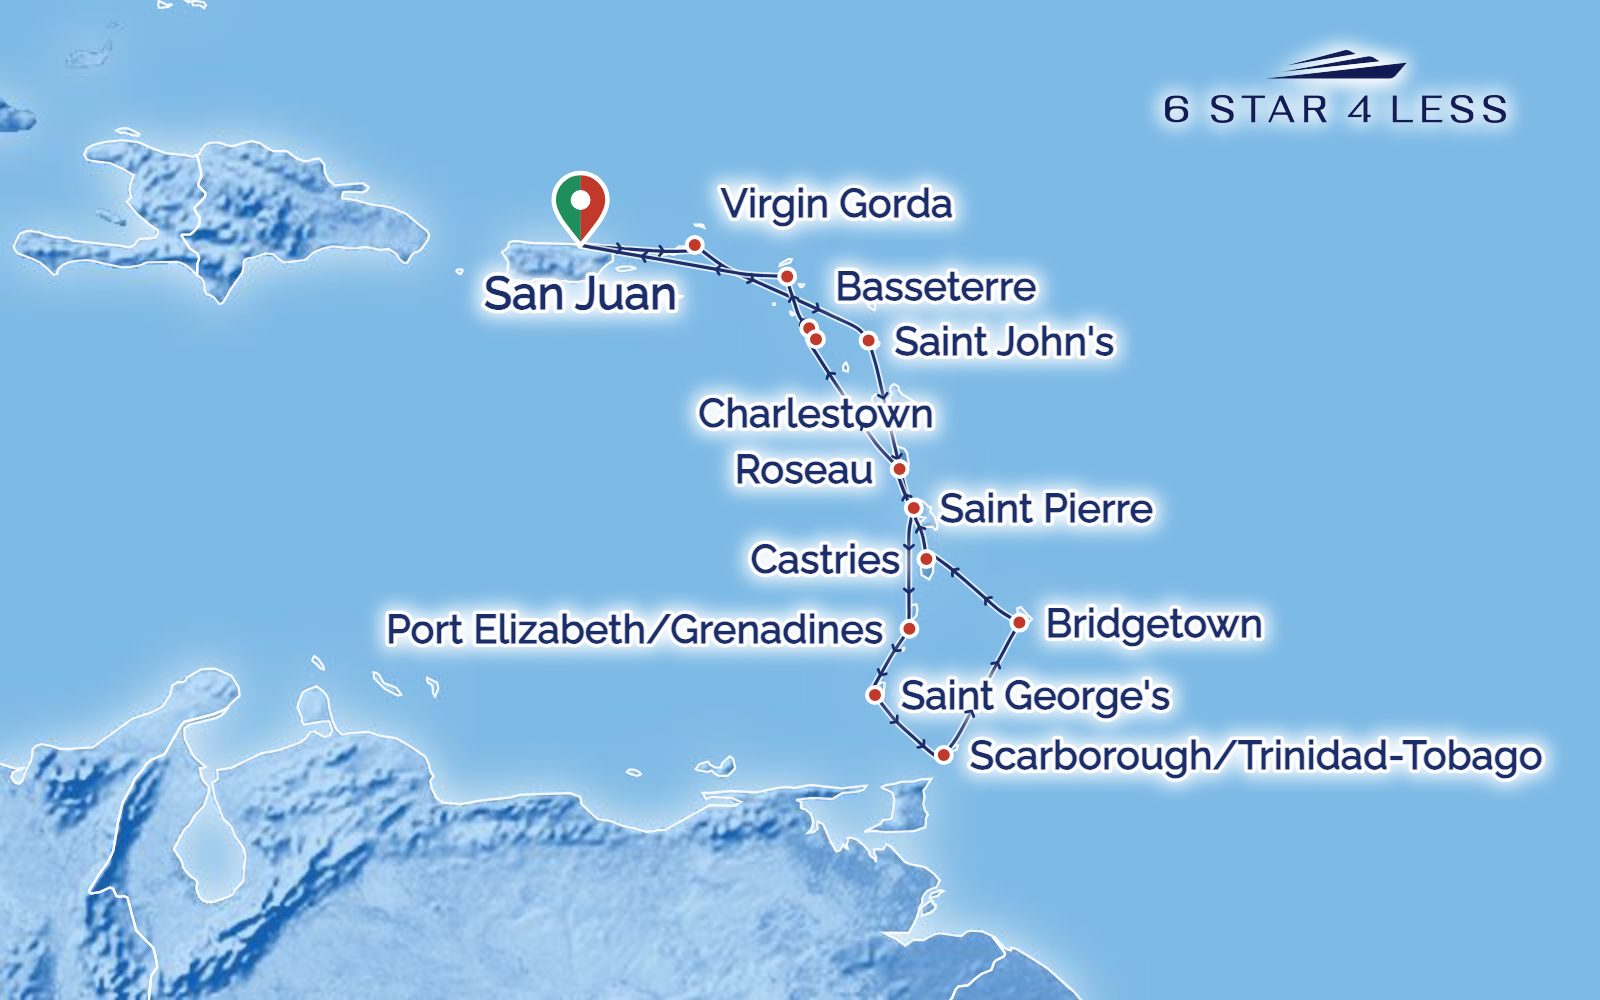 6 STAR 4 LESS
Virgin Gorda
San Juan
Basseterre
Saint John's
Charlestown
Roseau
Saint Pierre
Castries
Port Elizabeth/Grenadines
Bridgetown
Saint George's
Scarborough/Trinidad-Tobago